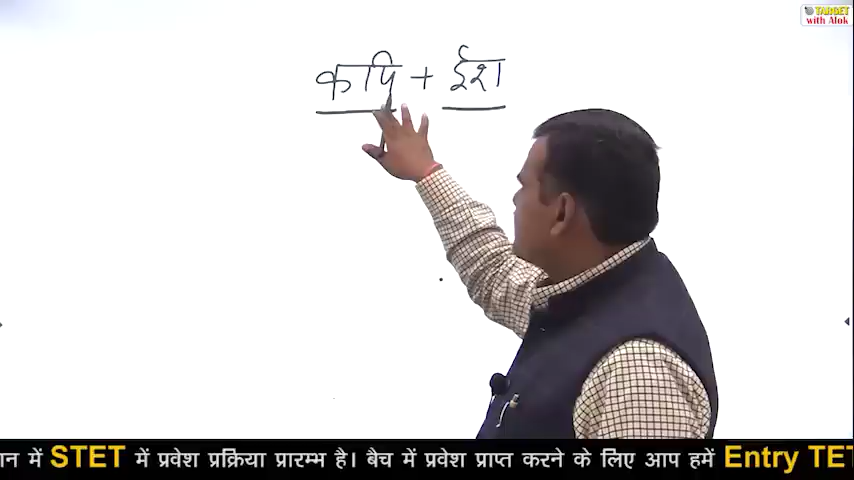 TARGET
with Alok
कपि + ईश
ान में STET में प्रवेश प्रक्रिया प्रारम्भ है। बैच में प्रवेश प्राप्त करने के लिए आप हमें Entry TET